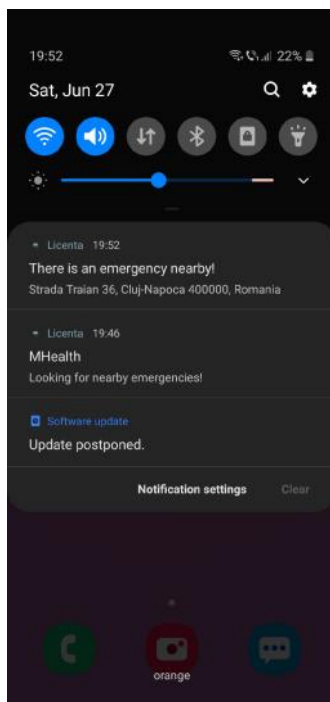 19:52 22%
Sat, Jun 27
Licenta 19:52
There is an emergency nearby!
Strada Traian 36, Cluj-Napoca 400000, Romania
Licenta 19:46
MHealth
Looking for nearby emergencies!
Software update
Update postponed.
Notification settings Clear
orange